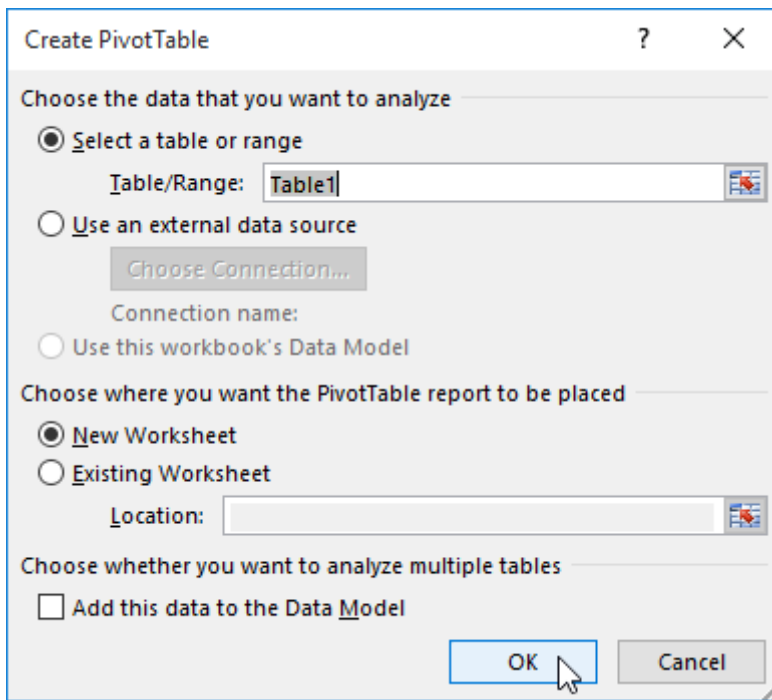 Create PivotTable
?
Choose the data that you want to analyze
Select a table or range
Table/Range: Table1
Use an external data source
Choose Connection...
Connection name:
Use this workbook's Data Model
Choose where you want the PivotTable report to be placed
New Worksheet
Existing Worksheet
Location:
Choose whether you want to analyze multiple tables
Add this data to the Data Model
OK Cancel